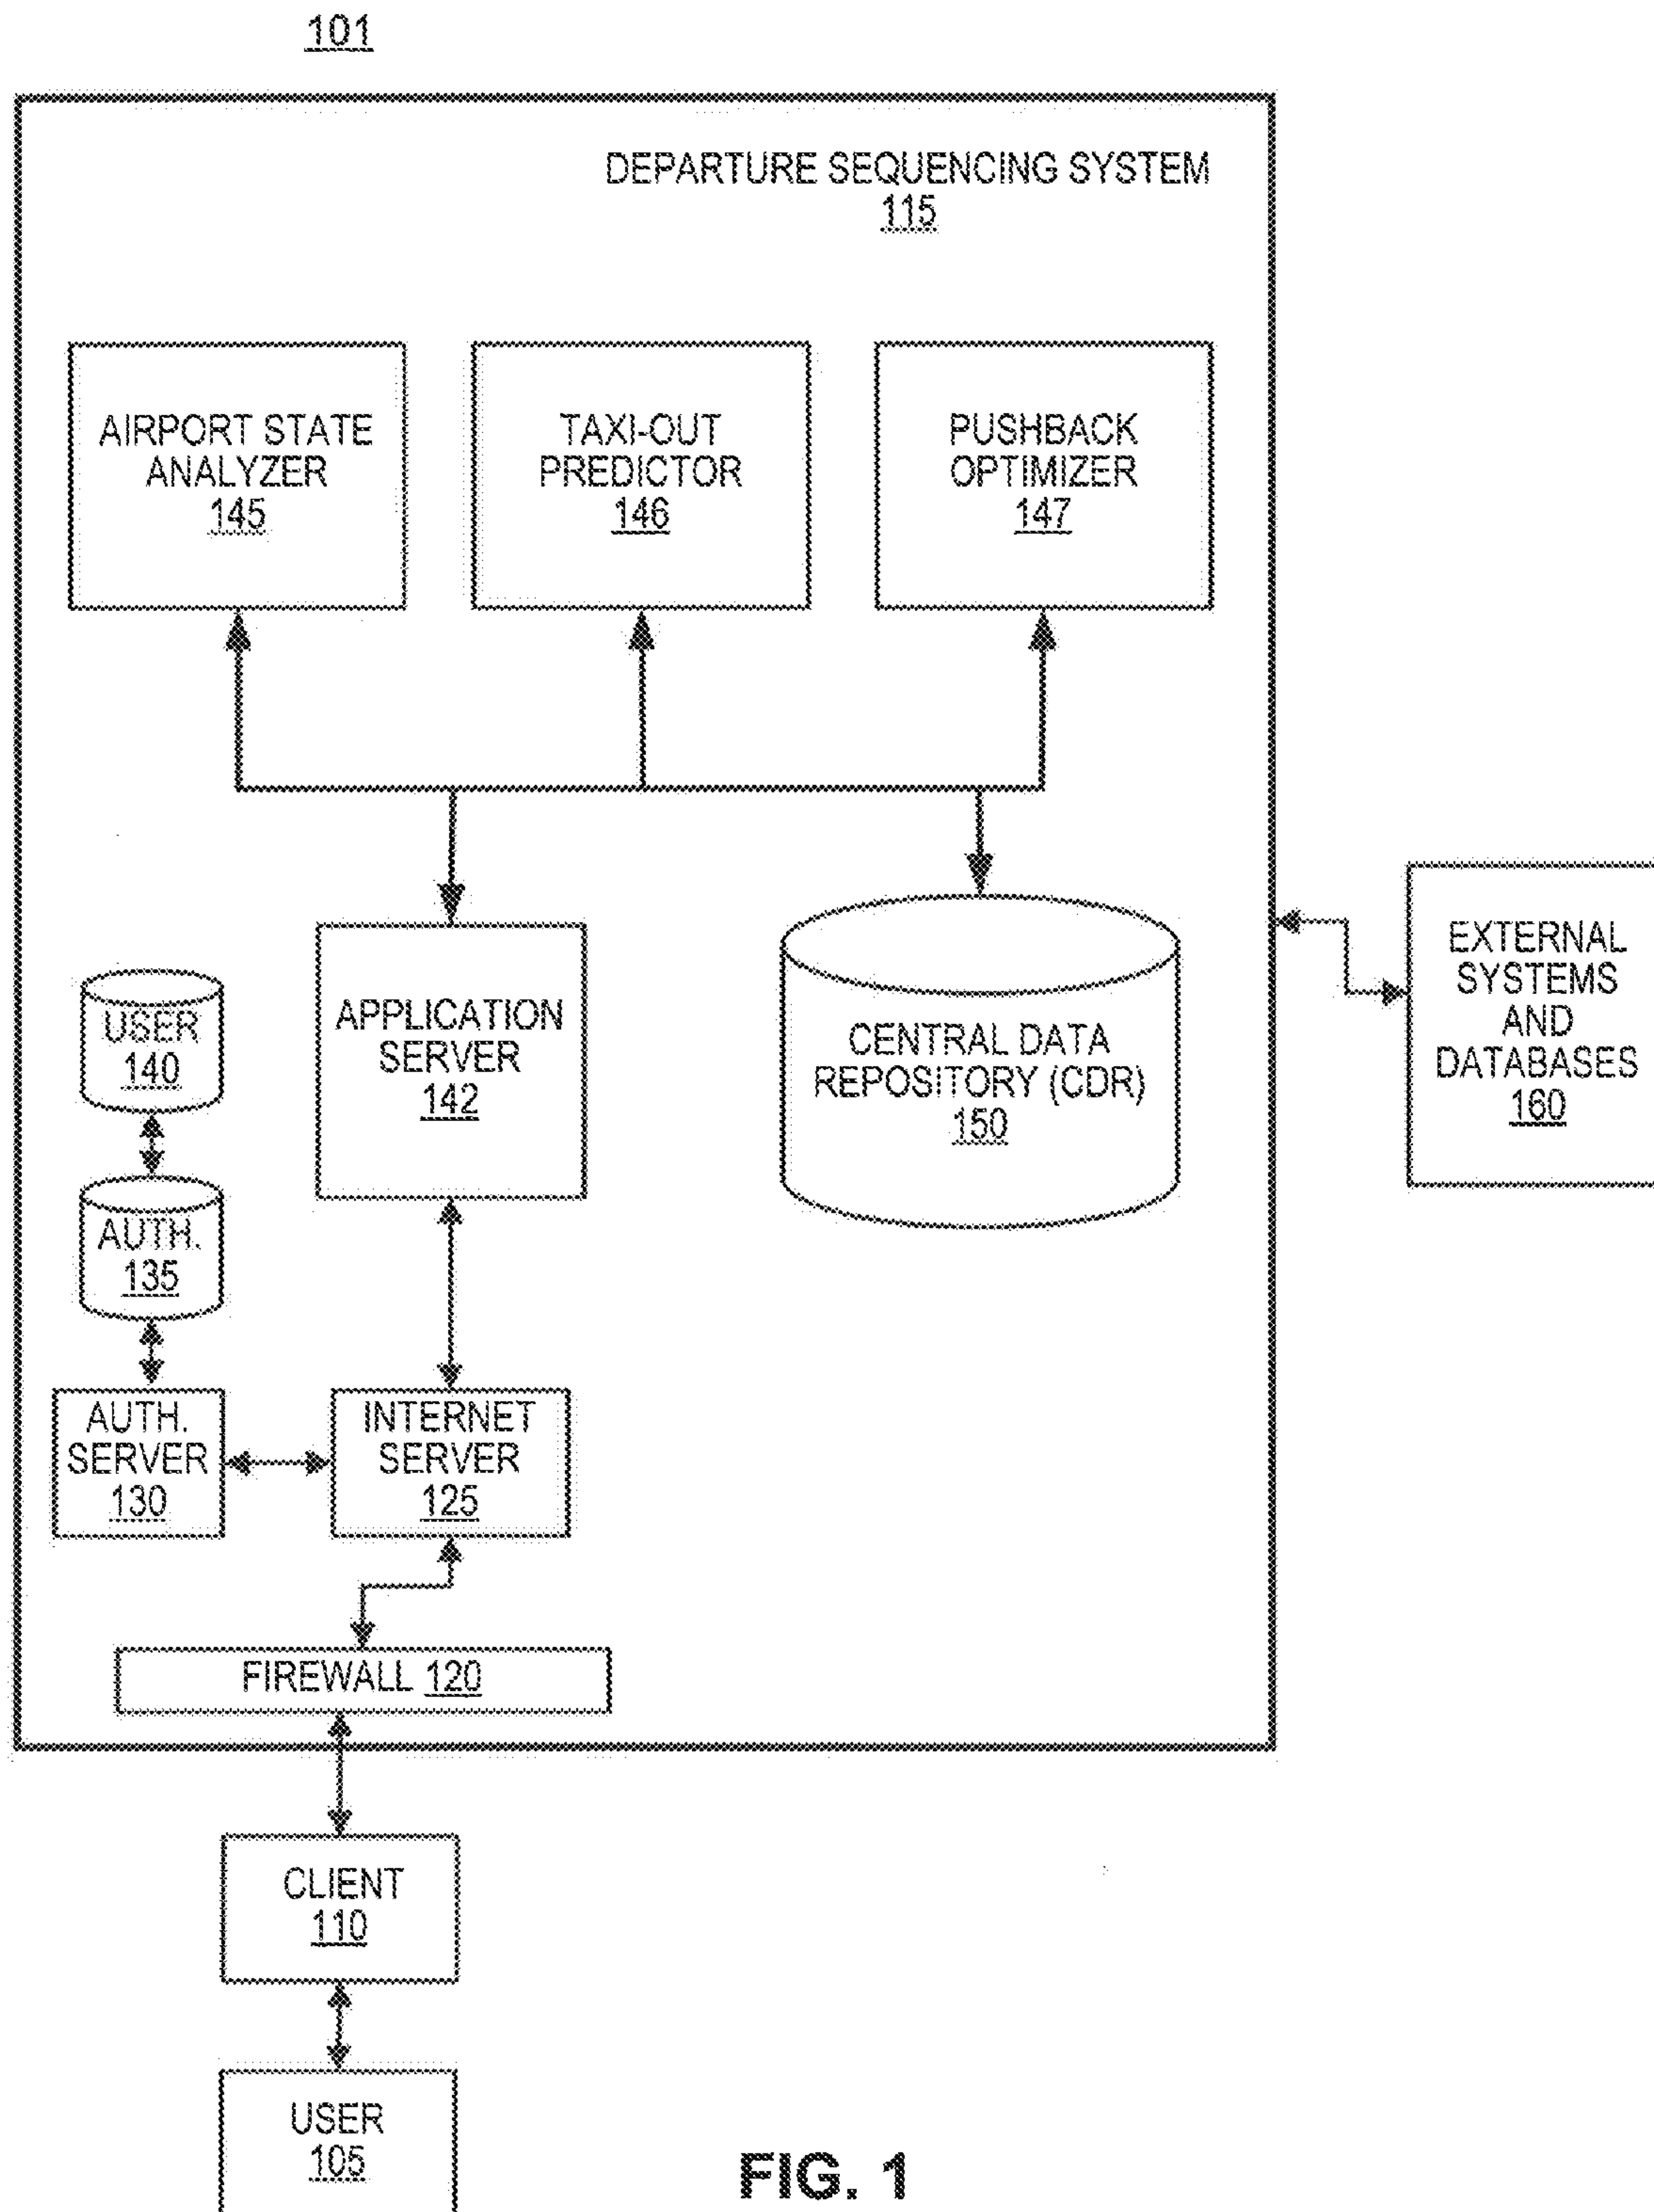 101
DEPARTURE SEQUENCING SYSTEM
115
AIRPORT STATE
ANALYZER
145
TAXI-OUT
PREDICTOR
146
PUSHBACK
OPTIMIZER
147
USER
140
APPLICATION
SERVER
142
CENTRAL DATA
REPOSITORY (CDR)
150
EXTERNAL
SYSTEMS
AND
DATABASES
160
AUTH.
135
AUTH.
SERVER
130
INTERNET
SERVER
125
FIREWALL 120
CLIENT
110
USER
105
FIG. 1